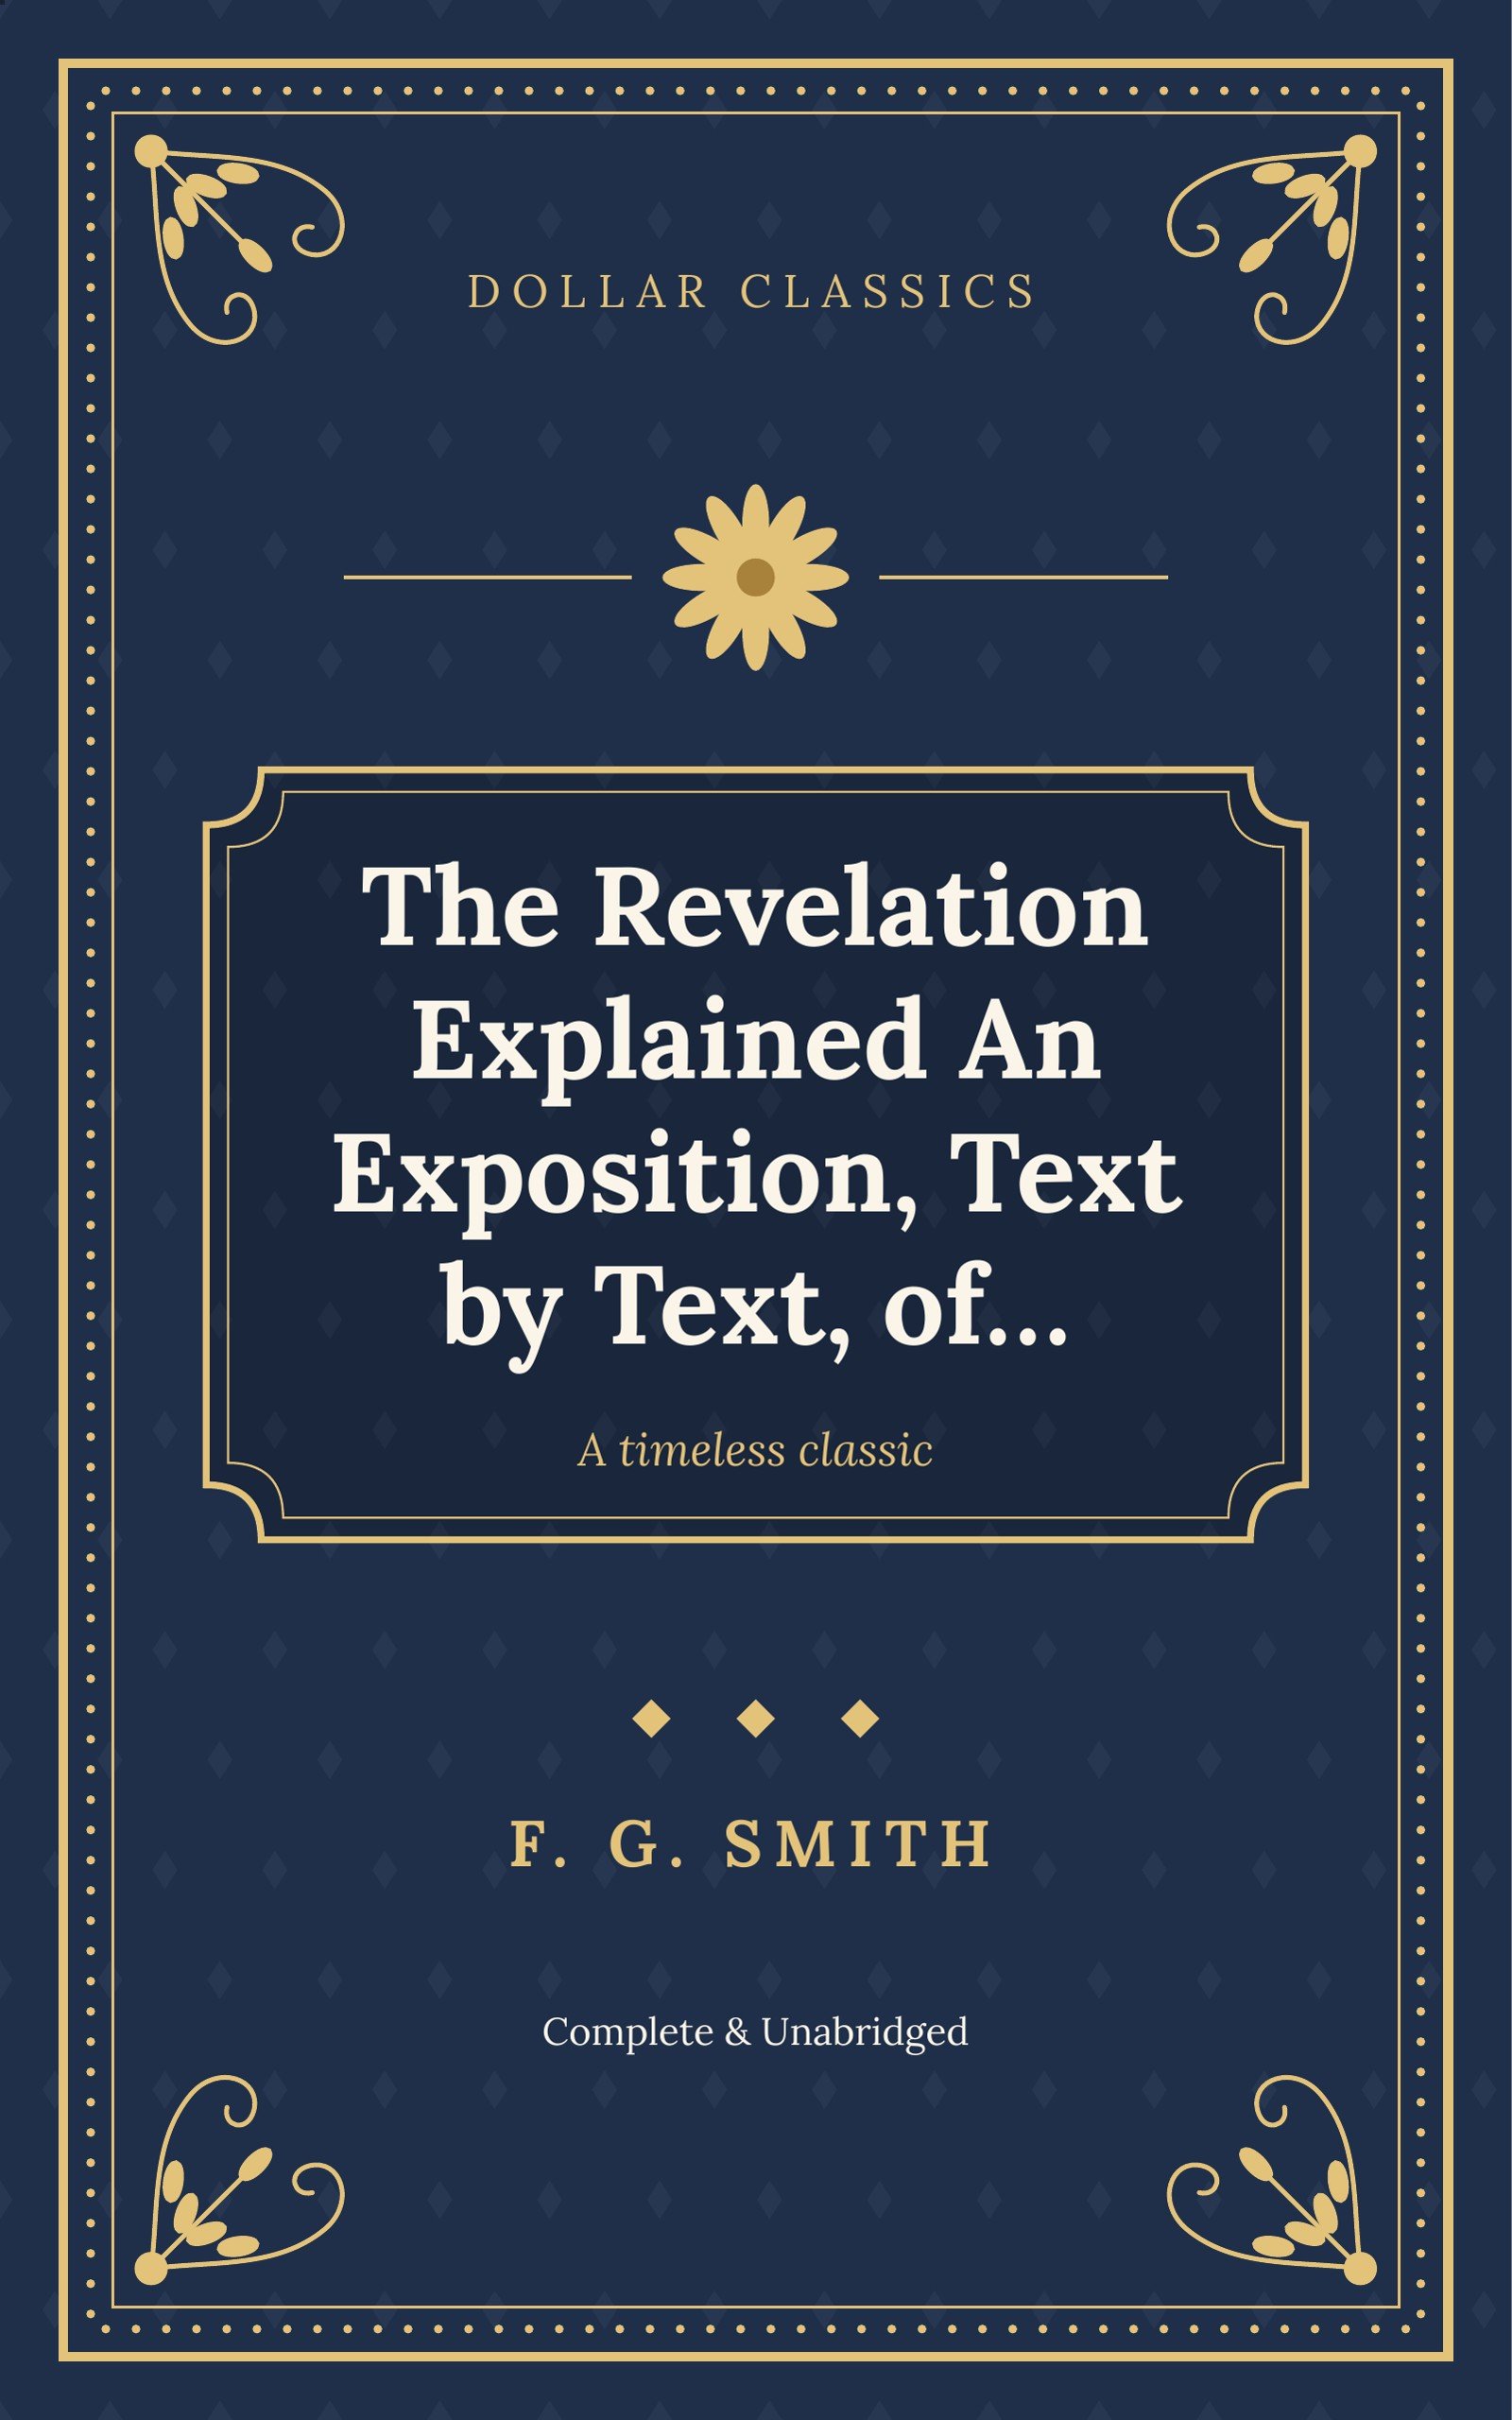 DOLLAR CLASSICS
The Revelation
Explained An
Exposition, Text
by Text, of...
A timeless classic
F. G. SMITH
Complete & Unabridged